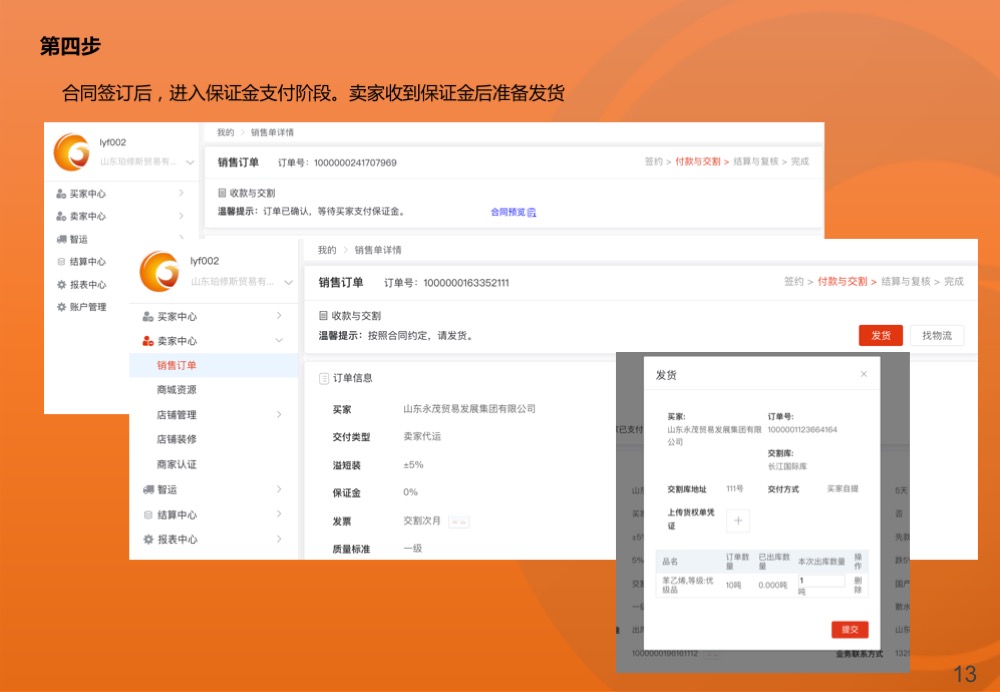 第四步
合同签订后，进入保证金支付阶段。卖家收到保证金后准备发货
lyf002
山东珀修斯贸易有...
买家中心
卖家中心
智运
结算中心
报表中心
账户管理
我的 > 销售单详情
销售订单 订单号：1000000241707969
签约 > 付款与交割 > 结算与复核 > 完成
收款与交割
温馨提示：订单已确认，等待买家支付保证金。
合同预览
lyf002
山东珀修斯贸易有...
买家中心
卖家中心
销售订单
商城资源
店铺管理
店铺装修
商家认证
智运
结算中心
报表中心
我的 > 销售单详情
销售订单 订单号：1000000163352111
签约 > 付款与交割 > 结算与复核 > 完成
收款与交割
温馨提示：按照合同约定，请发货。
发货 找物流
订单信息
买家 山东永茂贸易发展集团有限公司
交付类型 卖家代运
溢短装 ±5%
保证金 0%
发票 交割次月
质量标准 一级
发货 ×
买家: 订单号:
山东永茂贸易发展集团有限 1000001123664164
公司
交割库:
长江国际库
交割库地址 111号 交付方式 买家自提
上传货权单凭
证
+
品名 订单数量 已出库数量 本次出库数量 操作
苯乙烯,等级:优级品 10吨 0.000吨 1 吨 删除
提交
1000000196161112
业务联系方式
13